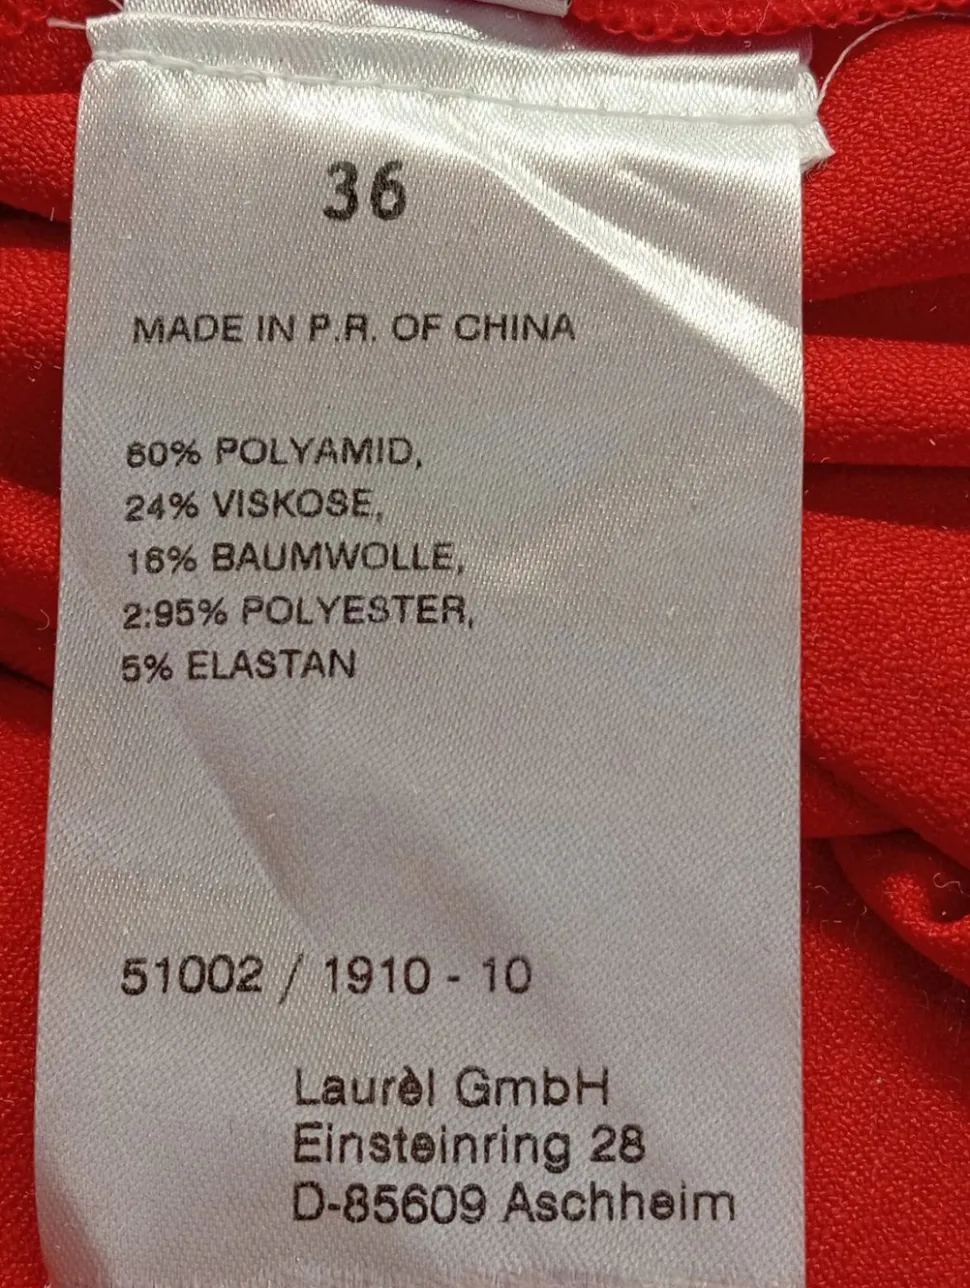 36
MADE IN P.R. OF CHINA
60% POLYAMID,
24% VISKOSE,
16% BAUMWOLLE,
2:95% POLYESTER,
5% ELASTAN
51002 / 1910 - 10
Laurèl GmbH
Einsteinring 28
D-85609 Aschheim